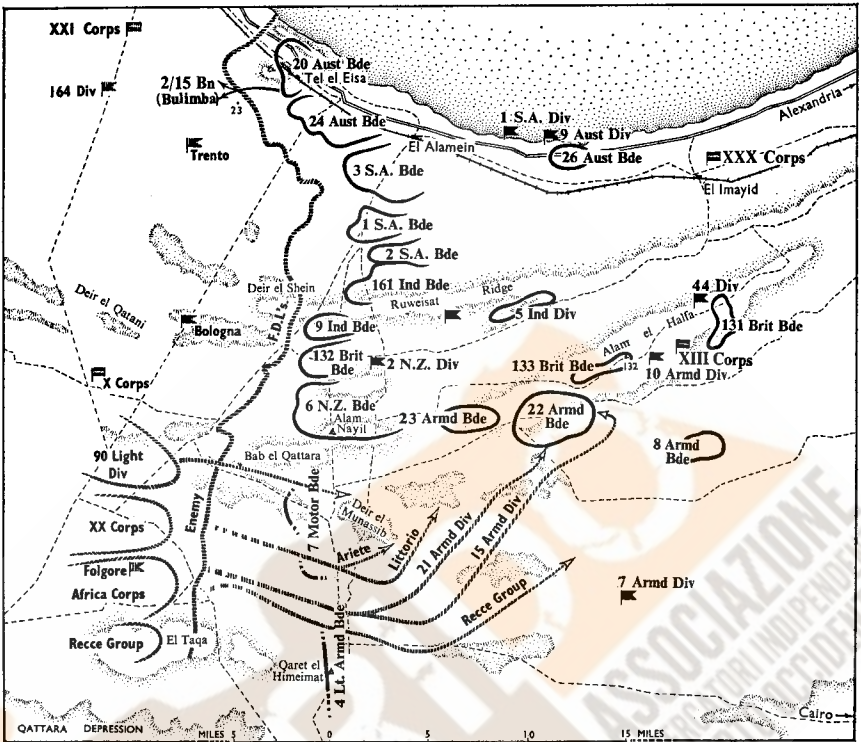 XXI Corps
20 Aust Bde
Tel el Eisa
164 Div
2/15 Bn
(Bulimba)
23
24 Aust Bde
1 S.A. Div
9 Aust Div
Alexandria
Trento
El Alamein
26 Aust Bde
XXX Corps
3 S.A. Bde
El Imayid
1 S.A. Bde
2 S.A. Bde
Deir el Shein
161 Ind Bde
Ruweisat Ridge
44 Div
Deir el Qatani
F.D.L's.
5 Ind Div
Bologna
9 Ind Bde
Alam el Halfa
131 Brit Bde
132 Brit
Bde
2 N.Z. Div
133 Brit Bde
132
XIII Corps
10 Armd Div
X Corps
6 N.Z. Bde
Alam
Nayil
23 Armd Bde
22 Armd
Bde
8 Armd
Bde
90 Light
Div
Bab el Qattara
7 Motor Bde
Deir el
Munassib
XX Corps
Enemy
Ariete
Littorio
21 Armd Div
15 Armd Div
Folgore
Africa Corps
Recce Group
7 Armd Div
Recce Group
El Taqa
Qaret el
Himeimat
4 Lt. Armd Bde
Cairo
QATTARA DEPRESSION
MILES 5 0 5 10 15 MILES
ASSOCIAZIONE